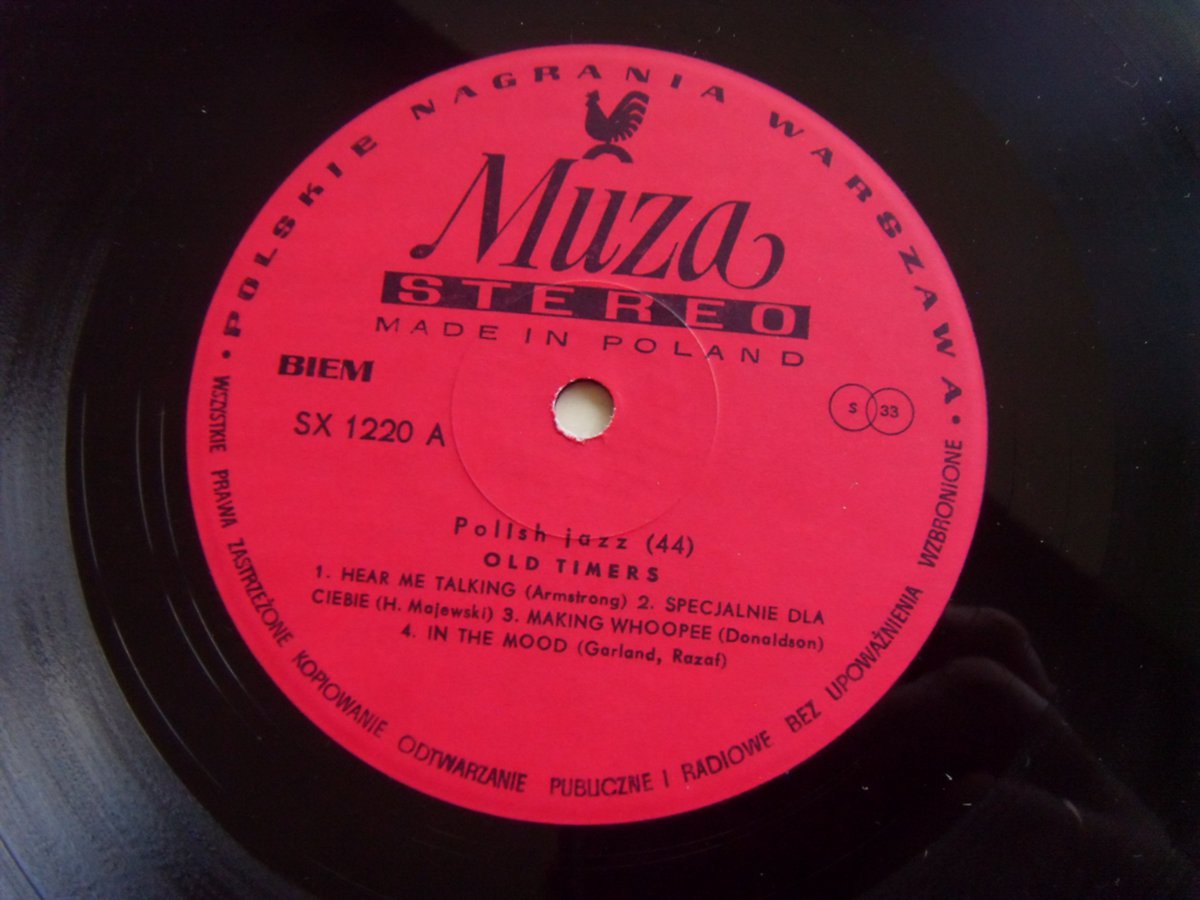 • POLSKIE NAGRANIA WARSZAWA •
Muza
STEREO
MADE IN POLAND
BIEM
S 33
SX 1220 A
Polish jazz (44)
OLD TIMERS
1. HEAR ME TALKING (Armstrong) 2. SPECJALNIE DLA
CIEBIE (H. Majewski) 3. MAKING WHOOPEE (Donaldson)
4. IN THE MOOD (Garland, Razaf)
WSZYSTKIE PRAWA ZASTRZEŻONE KOPIOWANIE ODTWARZANIE PUBLICZNE I RADIOWE BEZ UPOWAŻNIENIA WZBRONIONE